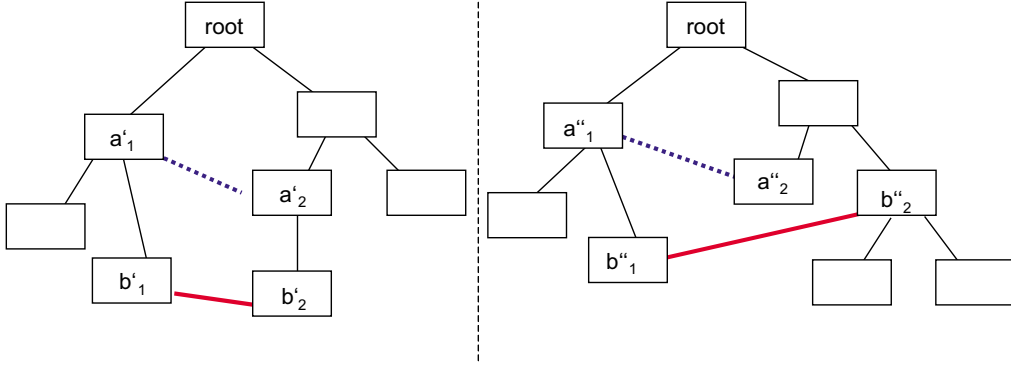 root
a‘₁
a‘₂
b‘₁
b‘₂
root
a“₁
a“₂
b“₂
b“₁